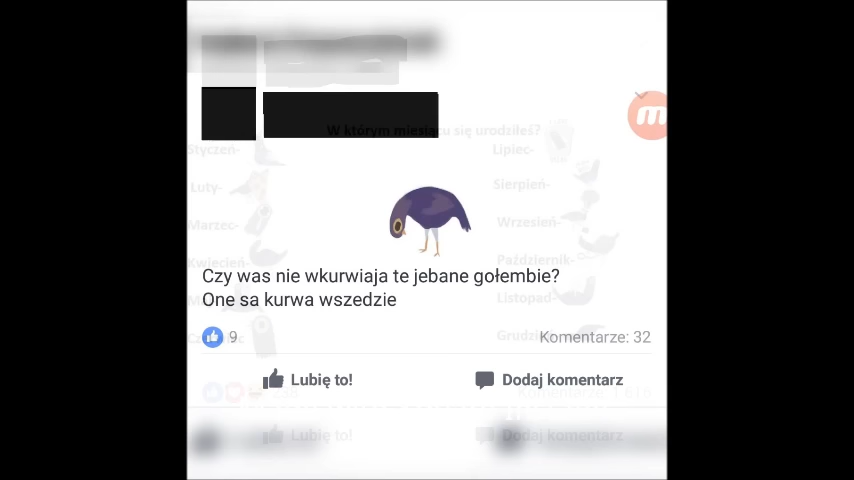 W którym miesiącu się urodziłeś?
Styczeń-
Lipiec-
Luty-
Sierpień-
Marzec-
Wrzesień-
Kwiecień-
Październik-
Czy was nie wkurwiaja te jebane gołembie?
One sa kurwa wszedzie
Listopad-
Grudzień-
9
Komentarze: 32
Lubię to!
Dodaj komentarz
Lubię to!
Dodaj komentarz